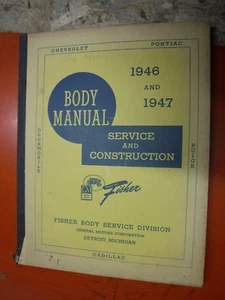 CHEVROLET
PONTIAC
1946
AND
1947
BODY
MANUAL
SERVICE
AND
CONSTRUCTION
OLDSMOBILE
BUICK
Fisher
FISHER BODY SERVICE DIVISION
GENERAL MOTORS CORPORATION
DETROIT, MICHIGAN
CADILLAC